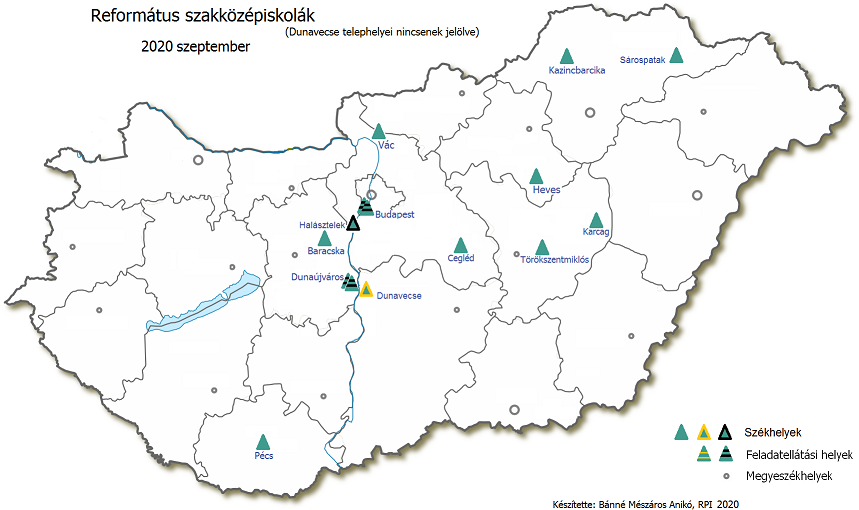 Református szakközépiskolák
(Dunavecse telephelyei nincsenek jelölve)
2020 szeptember
Kazincbarcika
Sárospatak
Vác
Heves
Budapest
Halásztelek
Karcag
Baracska
Cegléd
Törökszentmiklós
Dunaújváros
Dunavecse
Pécs
Székhelyek
Feladatellátási helyek
Megyeszékhelyek
Készítette: Bánné Mészáros Anikó, RPI 2020